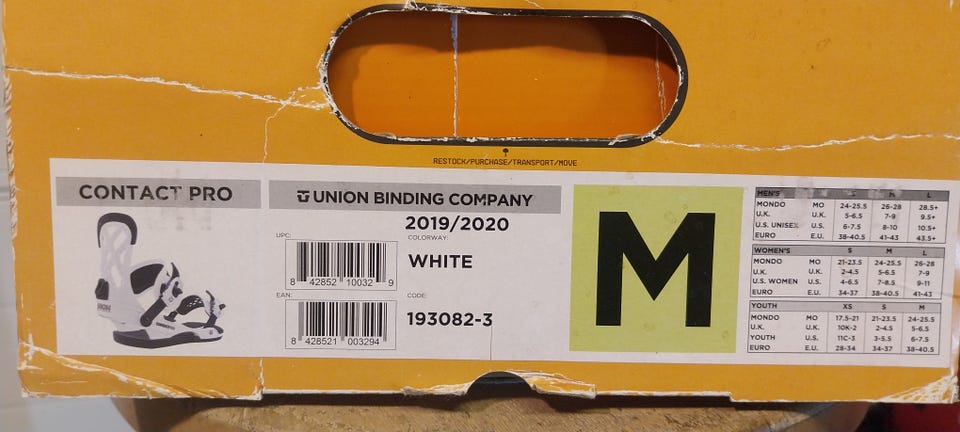 RESTOCK/PURCHASE/TRANSPORT/MOVE
CONTACT PRO
UNION BINDING COMPANY
2019/2020
UPC:
COLORWAY:
WHITE
8 42852 10032 9
EAN:
CODE:
193082-3
8 428521 003294
M
MEN'S L
MONDO MO 24-25.5 26-28 28.5+
U.K. U.K. 5-6.5 7-9 9.5+
U.S. UNISEX U.S. 6-7.5 8-10 10.5+
EURO E.U. 38-40.5 41-43 43.5+
WOMEN'S S M L
MONDO MO 21-23.5 24-25.5 26-28
U.K. U.K. 2-4.5 5-6.5 7-9
U.S. WOMEN U.S. 4-6.5 7-8.5 9-11
EURO E.U. 34-37 38-40.5 41-43
YOUTH XS S M
MONDO MO 17.5-21 21-23.5 24-25.5
U.K. U.K. 10K-2 2-4.5 5-6.5
YOUTH U.S. 11C-3 3-5.5 6-7.5
EURO E.U. 28-34 34-37 38-40.5